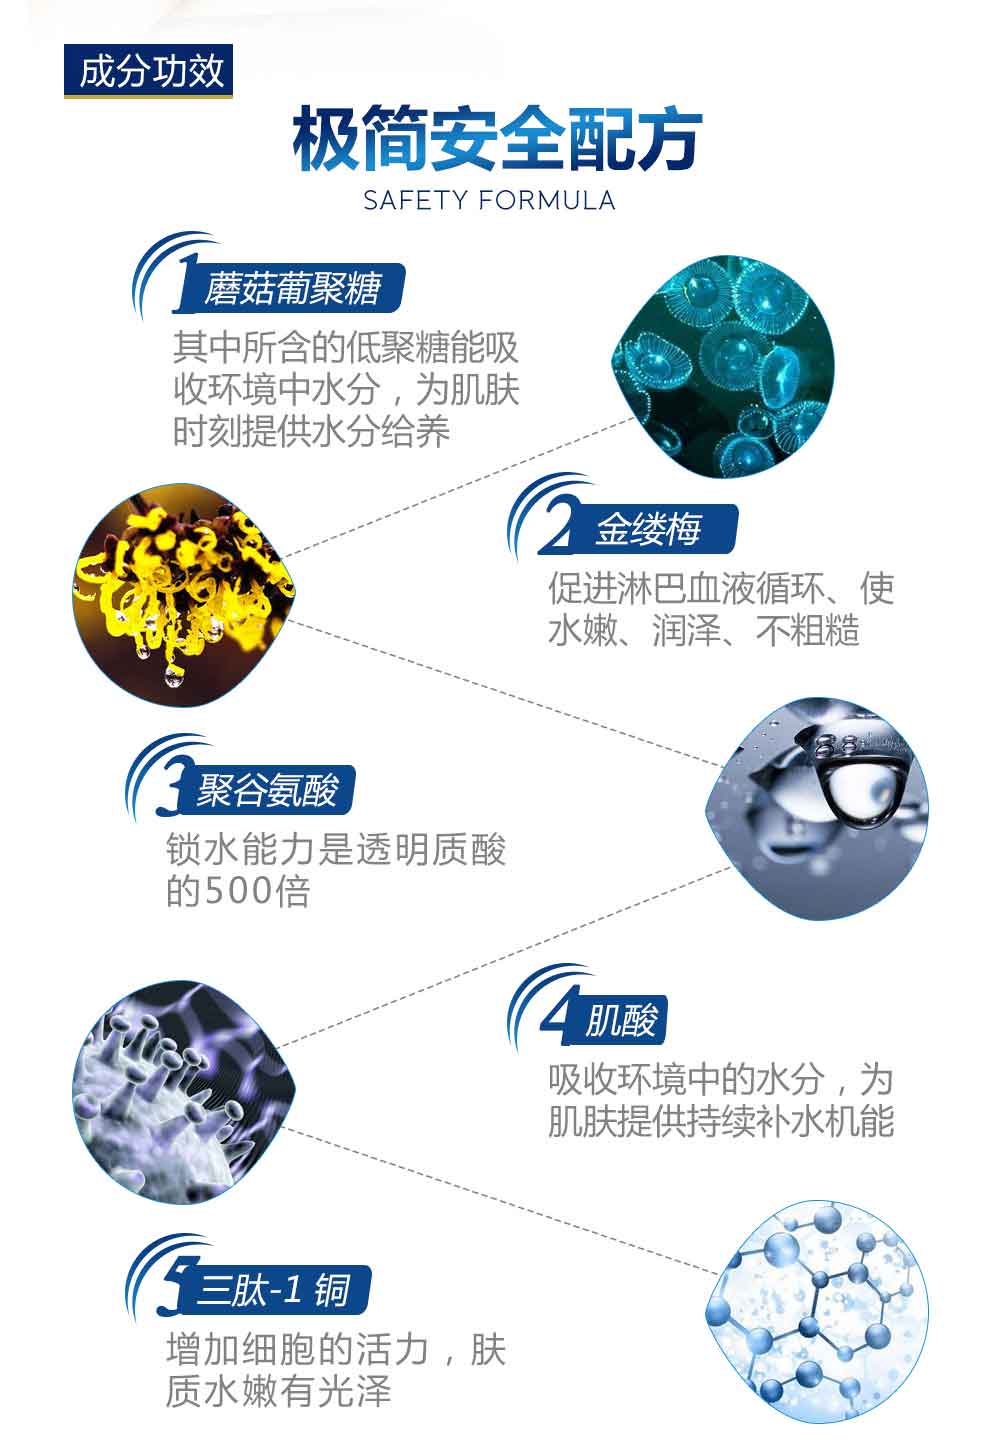 成分功效
极简安全配方
SAFETY FORMULA
1 蘑菇葡聚糖
其中所含的低聚糖能吸
收环境中水分，为肌肤
时刻提供水分给养
2 金缕梅
促进淋巴血液循环、使
水嫩、润泽、不粗糙
3 聚谷氨酸
锁水能力是透明质酸
的500倍
4 肌酸
吸收环境中的水分，为
肌肤提供持续补水机能
5 三肽-1 铜
增加细胞的活力，肤
质水嫩有光泽